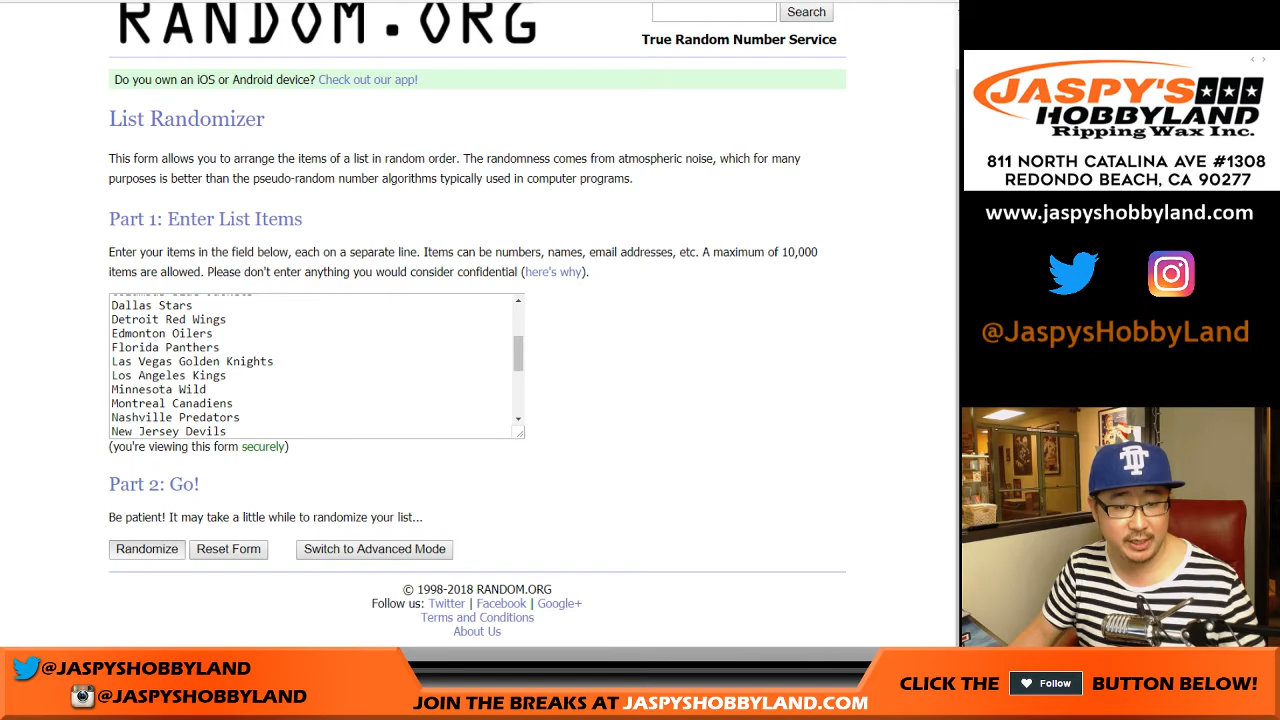 RANDOM.ORG
Search
True Random Number Service
Do you own an iOS or Android device? Check out our app!
List Randomizer
This form allows you to arrange the items of a list in random order. The randomness comes from atmospheric noise, which for many
purposes is better than the pseudo-random number algorithms typically used in computer programs.
Part 1: Enter List Items
Enter your items in the field below, each on a separate line. Items can be numbers, names, email addresses, etc. A maximum of 10,000
items are allowed. Please don't enter anything you would consider confidential (here's why).
Dallas Stars
Detroit Red Wings
Edmonton Oilers
Florida Panthers
Las Vegas Golden Knights
Los Angeles Kings
Minnesota Wild
Montreal Canadiens
Nashville Predators
New Jersey Devils
(you're viewing this form securely)
Part 2: Go!
Be patient! It may take a little while to randomize your list...
Randomize
Reset Form
Switch to Advanced Mode
© 1998-2018 RANDOM.ORG
Follow us: Twitter | Facebook | Google+
Terms and Conditions
About Us
JASPY'S
HOBBYLAND
Ripping Wax Inc.
811 NORTH CATALINA AVE #1308
REDONDO BEACH, CA 90277
www.jaspyshobbyland.com
@JaspysHobbyLand
@JASPYSHOBBYLAND
@JASPYSHOBBYLAND
JOIN THE BREAKS AT JASPYSHOBBYLAND.COM
CLICK THE Follow BUTTON BELOW!